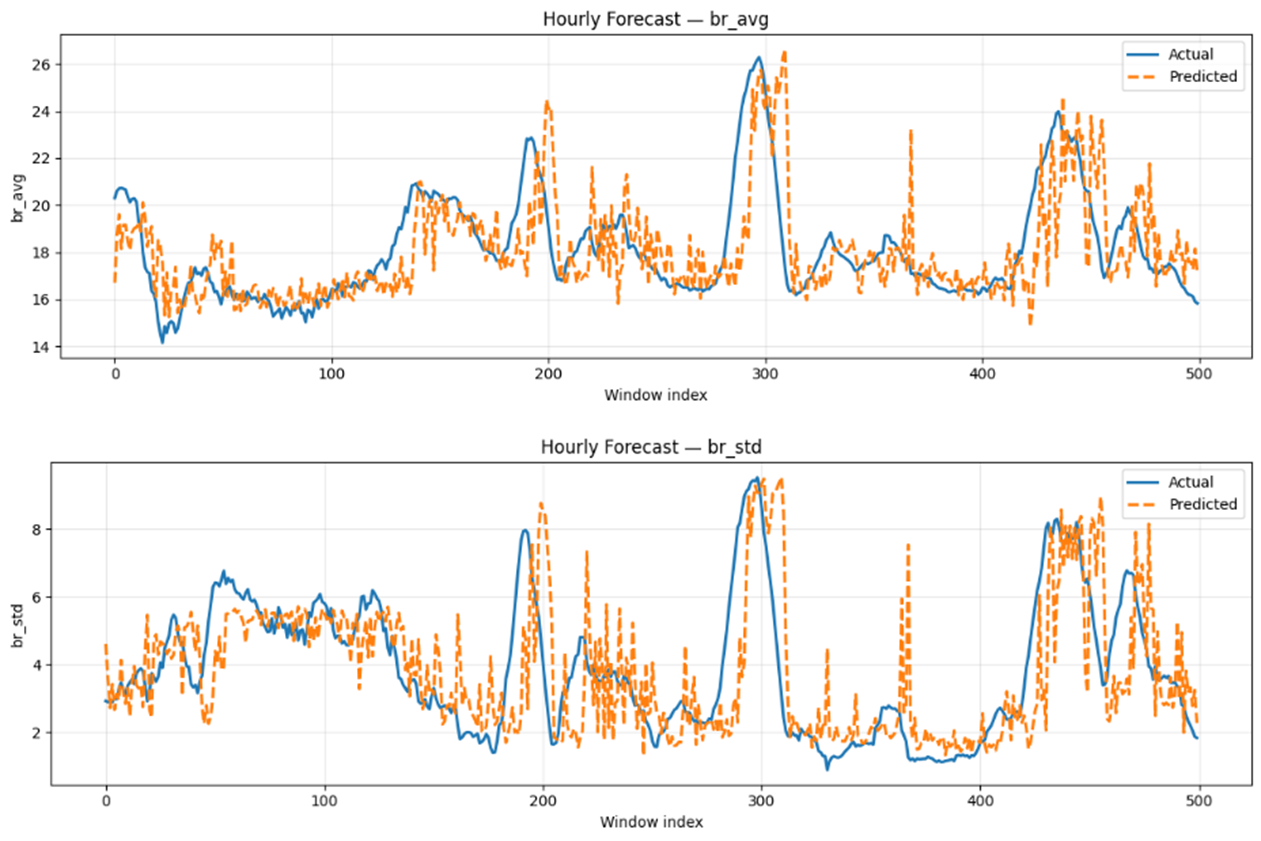 Hourly Forecast — br_avg
Actual
Predicted
26
24
22
20
18
16
14
br_avg
0 100 200 300 400 500
Window index
Hourly Forecast — br_std
Actual
Predicted
8
6
4
2
br_std
0 100 200 300 400 500
Window index